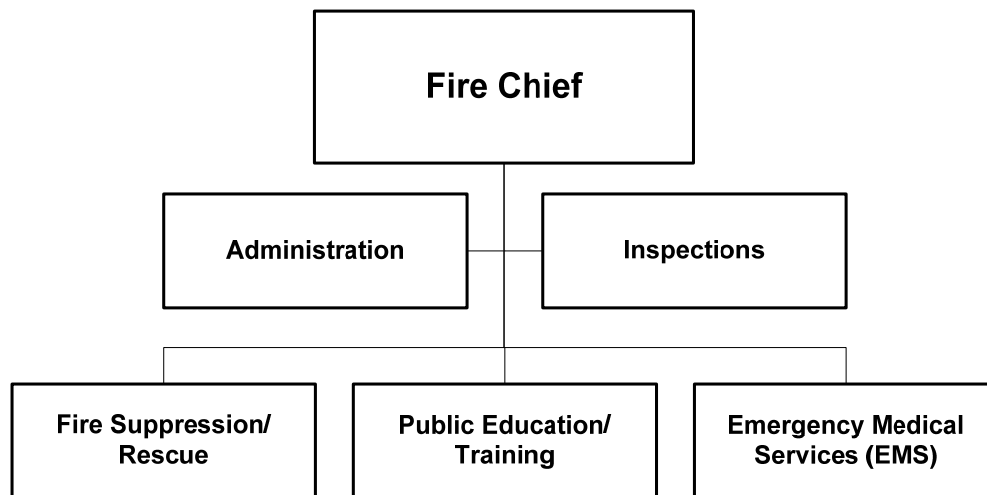 Fire Chief
Administration
Inspections
Fire Suppression/
Rescue
Public Education/
Training
Emergency Medical
Services (EMS)